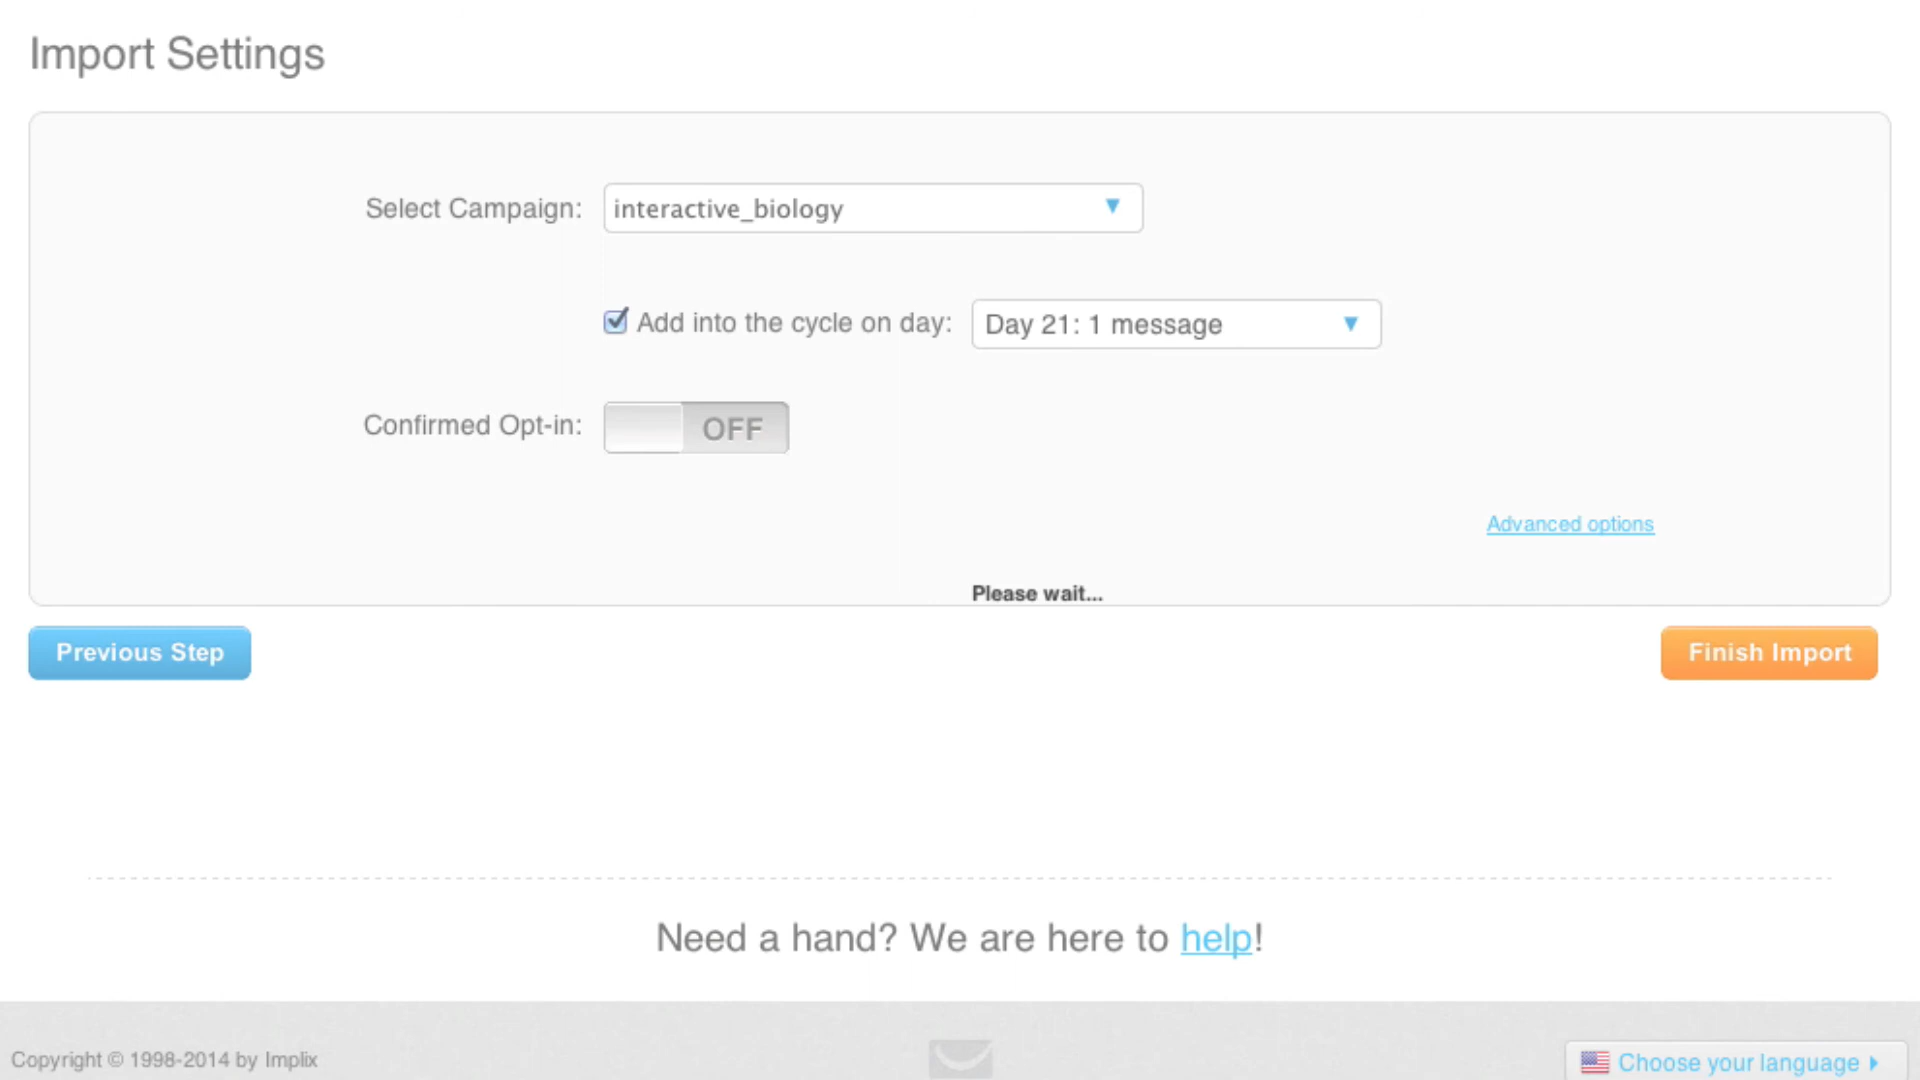 Import Settings
Select Campaign: interactive_biology
Add into the cycle on day: Day 21: 1 message
Confirmed Opt-in: OFF
Advanced options
Please wait...
Previous Step Finish Import
Need a hand? We are here to help!
Copyright © 1998-2014 by Implix Choose your language